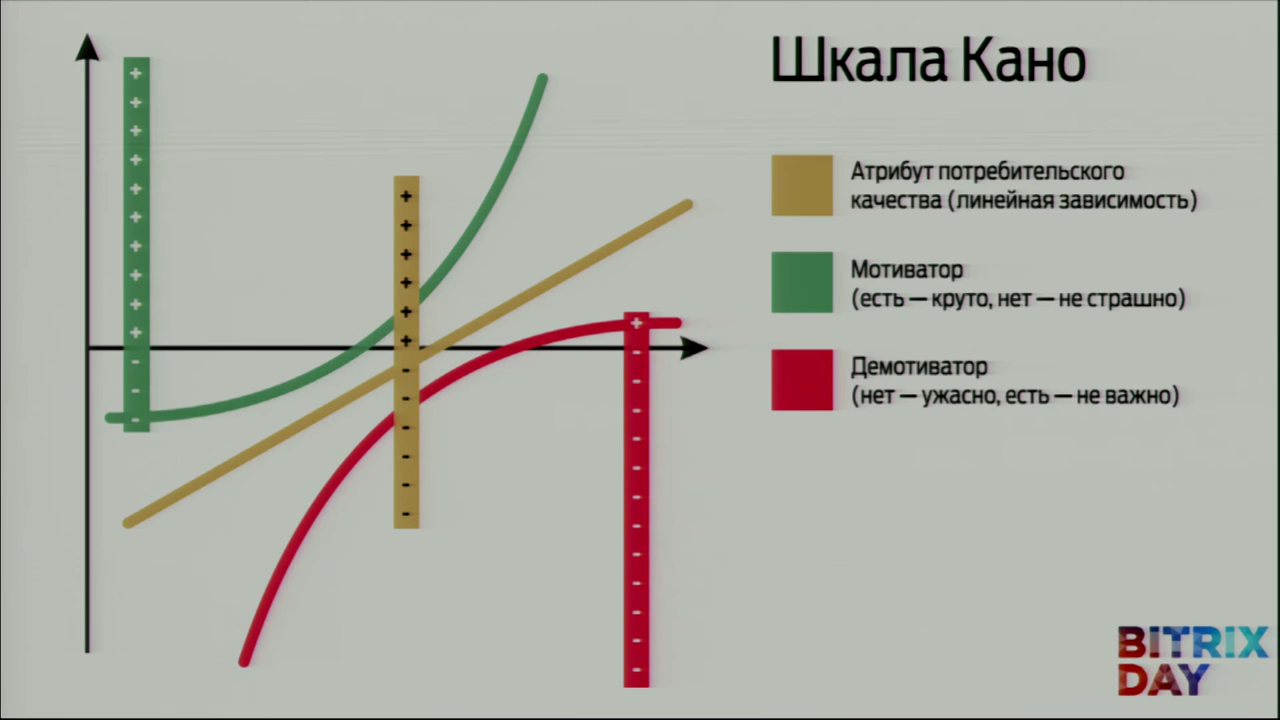 Шкала Кано
Атрибут потребительского
качества (линейная зависимость)
Мотиватор
(есть — круто, нет — не страшно)
Демотиватор
(нет — ужасно, есть — не важно)
BITRIX
DAY